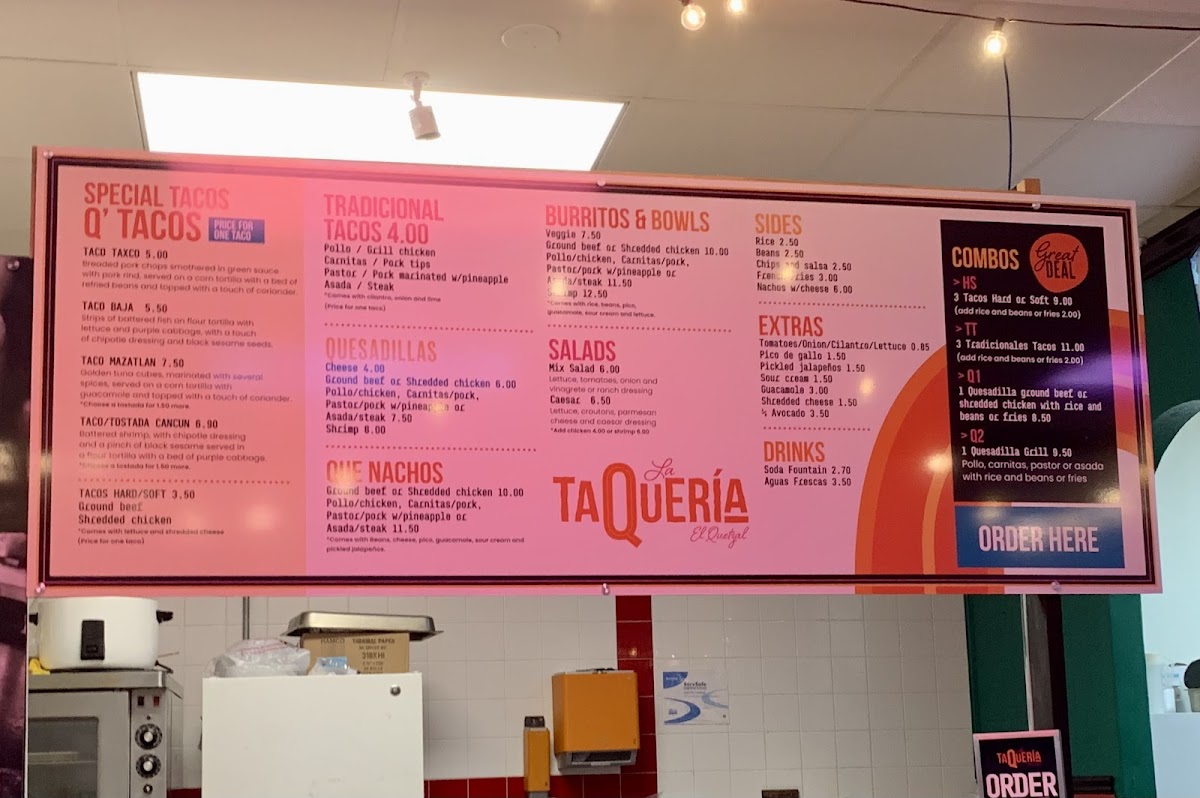 SPECIAL TACOS
Q' TACOS
PRICE FOR
ONE TACO
TACO TAXCO 5.00
Breaded pork chops smothered in green sauce
with pork rind, served on a corn tortilla with a bed of
refried beans and topped with a touch of coriander.
TACO BAJA 5.50
Strips of battered fish on flour tortilla with
lettuce and purple cabbage, with a touch
of chipotle dressing and black sesame seeds.
TACO MAZATLAN 7.50
Golden tuna cubes, marinated with several
spices, served on a corn tortilla with
guacamole and topped with a touch of coriander.
*Choose a tostada for 1.50 more.
TACO/TOSTADA CANCUN 6.90
Battered shrimp, with chipotle dressing
and a pinch of black sesame served in
a flour tortilla with a bed of purple cabbage.
*Choose a tostada for 1.50 more.
TACOS HARD/SOFT 3.50
Ground beef
Shredded chicken
*Comes with lettuce and shredded cheese
(Price for one taco)
TRADICIONAL
TACOS 4.00
Pollo / Grill chicken
Carnitas / Pork tips
Pastor / Pork marinated w/pineapple
Asada / Steak
*Comes with cilantro, onion and lime
(Price for one taco)
QUESADILLAS
Cheese 4.00
Ground beef or Shredded chicken 6.00
Pollo/chicken, Carnitas/pork,
Pastor/pork w/pineapple or
Asada/steak 7.50
Shrimp 8.00
QUE NACHOS
Ground beef or Shredded chicken 10.00
Pollo/chicken, Carnitas/pork,
Pastor/pork w/pineapple or
Asada/steak 11.50
*Comes with Beans, cheese, pico, guacamole, sour cream and
pickled jalapeños.
BURRITOS & BOWLS
Veggie 7.50
Ground beef or Shredded chicken 10.00
Pollo/chicken, Carnitas/pork,
Pastor/pork w/pineapple or
Asada/steak 11.50
Shrimp 12.50
*Comes with rice, beans, pico,
guacamole, sour cream and lettuce.
SALADS
Mix Salad 6.00
Lettuce, tomatoes, onion and
vinagrete or ranch dressing
Caesar 6.50
Lettuce, croutons, parmesan
cheese and caesar dressing
*Add chicken 4.00 or shrimp 6.00
La
TAQUERÍA
El Quetzal
SIDES
Rice 2.50
Beans 2.50
Chips and salsa 2.50
French fries 3.00
Nachos w/cheese 6.00
EXTRAS
Tomatoes/Onion/Cilantro/Lettuce 0.85
Pico de gallo 1.50
Pickled jalapeños 1.50
Sour cream 1.50
Guacamole 3.00
Shredded cheese 1.50
½ Avocado 3.50
DRINKS
Soda Fountain 2.70
Aguas Frescas 3.50
COMBOS
Great
DEAL
> HS
3 Tacos Hard or Soft 9.00
(add rice and beans or fries 2.00)
> TT
3 Tradicionales Tacos 11.00
(add rice and beans or fries 2.00)
> Q1
1 Quesadilla ground beef or
shredded chicken with rice and
beans or fries 8.50
> Q2
1 Quesadilla Grill 9.50
Pollo, carnitas, pastor or asada
with rice and beans or fries
ORDER HERE
318XHI
TAQUERÍA
ORDER